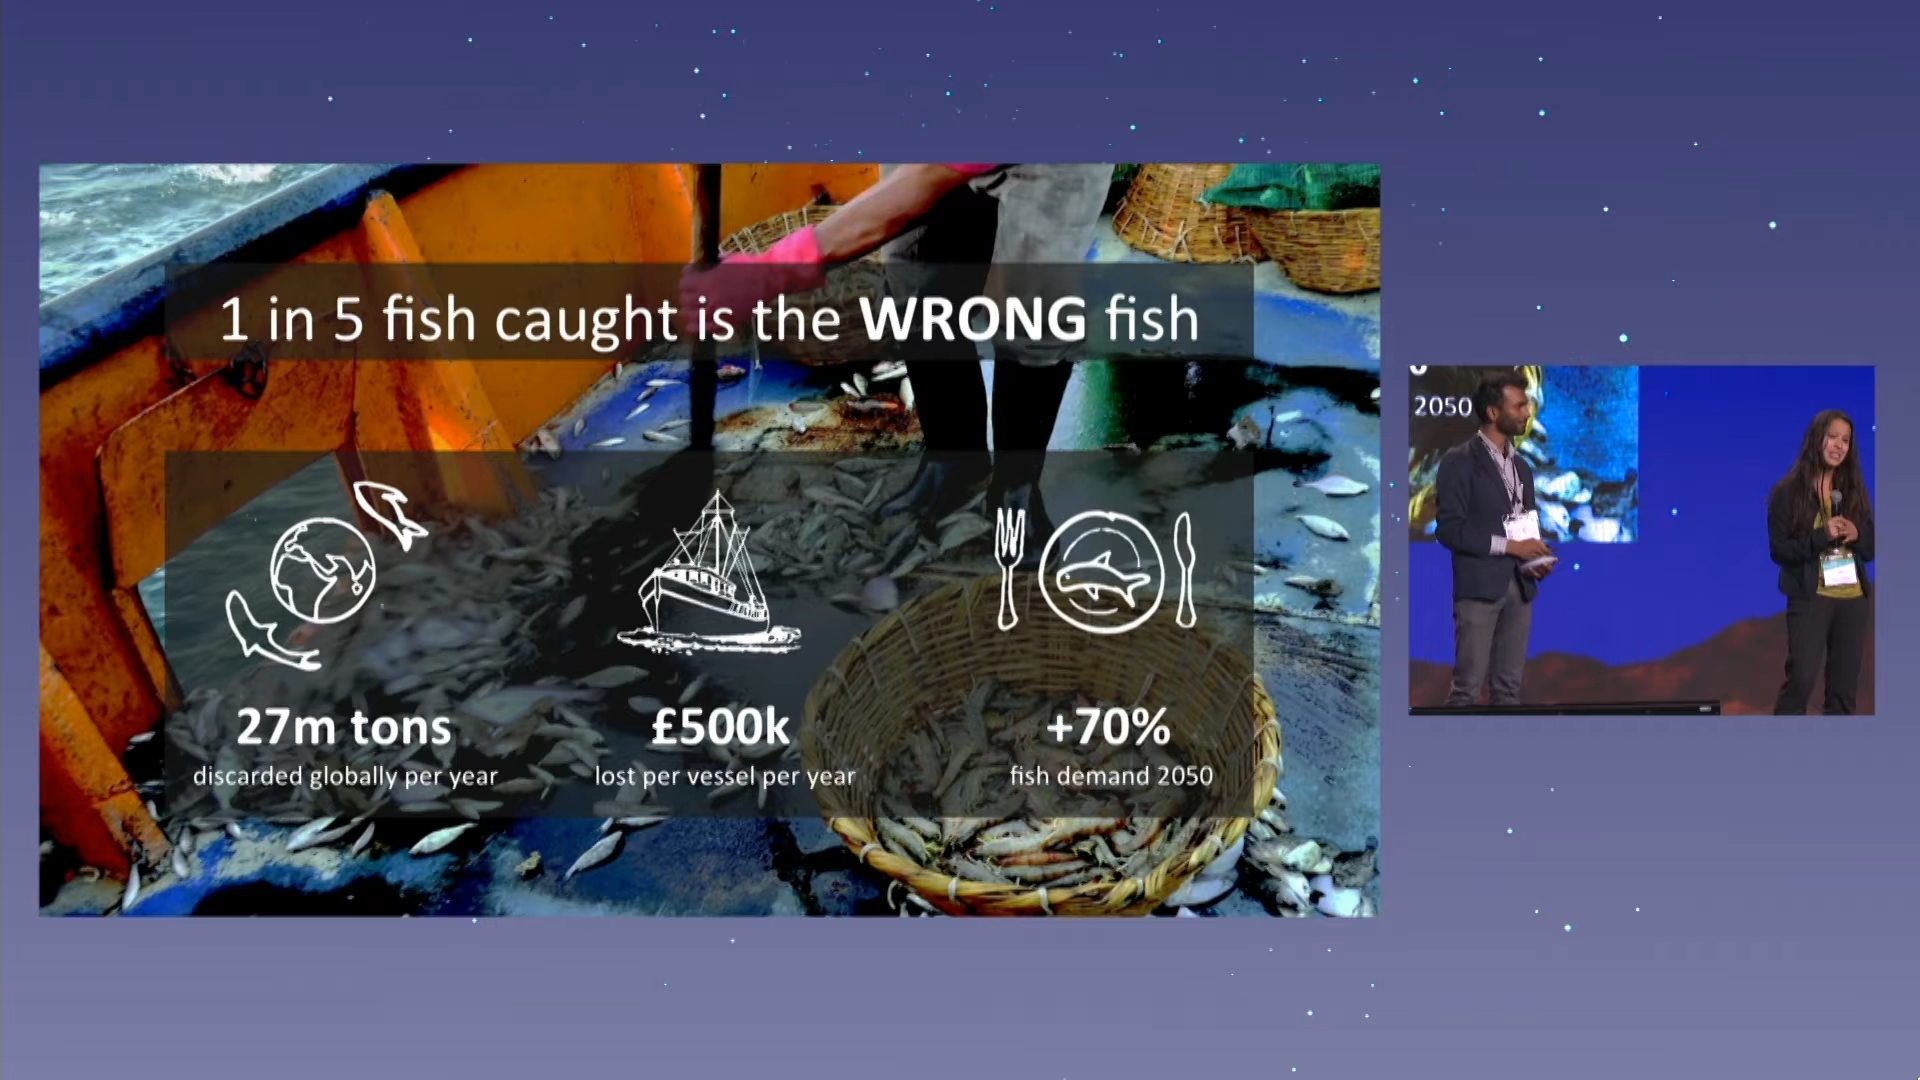 1 in 5 fish caught is the WRONG fish
27m tons
discarded globally per year
£500k
lost per vessel per year
+70%
fish demand 2050
2050